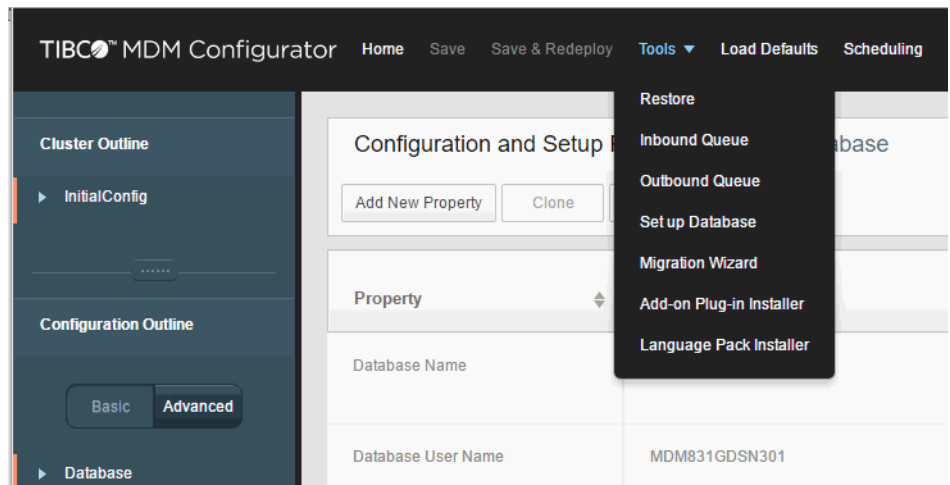 TIBCO™ MDM Configurator Home Save Save & Redeploy Tools Load Defaults Scheduling
Restore
Inbound Queue
Outbound Queue
Set up Database
Migration Wizard
Add-on Plug-in Installer
Language Pack Installer
Cluster Outline
InitialConfig
Configuration Outline
Basic Advanced
Database
Configuration and Setup
abase
Add New Property Clone
Property
Database Name
Database User Name MDM831GDSN301